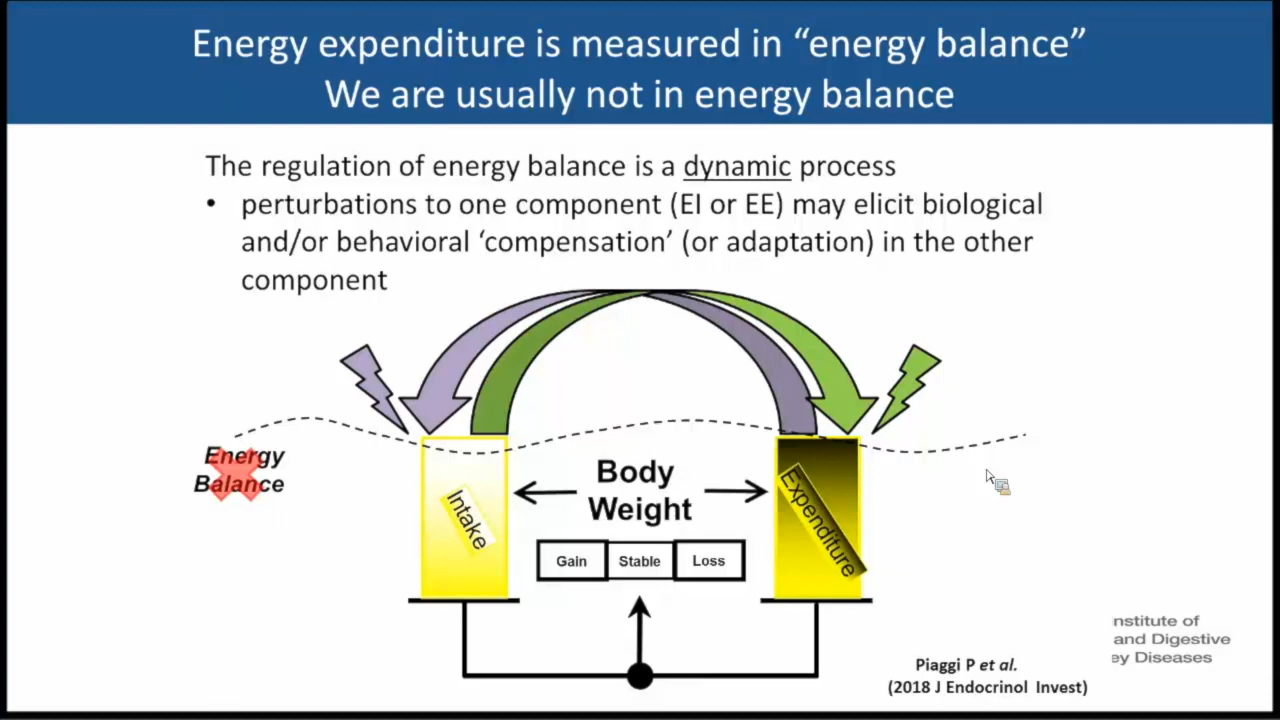 Energy expenditure is measured in “energy balance”
We are usually not in energy balance
The regulation of energy balance is a dynamic process
• perturbations to one component (EI or EE) may elicit biological
and/or behavioral ‘compensation’ (or adaptation) in the other
component
Energy
Balance
Intake
Body
Weight
Expenditure
Gain
Stable
Loss
nstitute of
and Digestive
ey Diseases
Piaggi P et al.
(2018 J Endocrinol Invest)